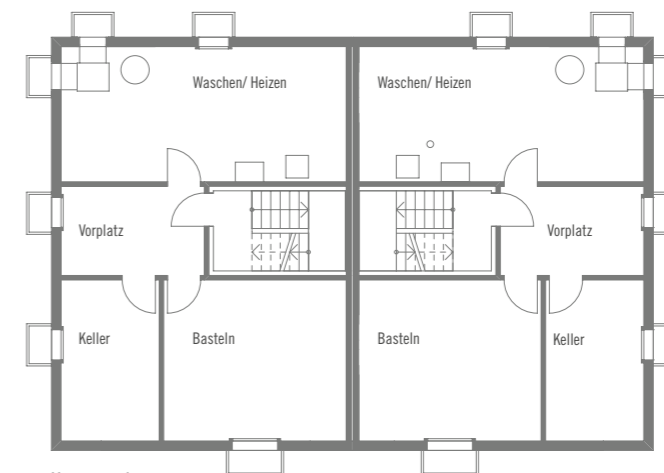 Waschen/ Heizen
Waschen/ Heizen
Vorplatz
Vorplatz
Keller
Basteln
Basteln
Keller